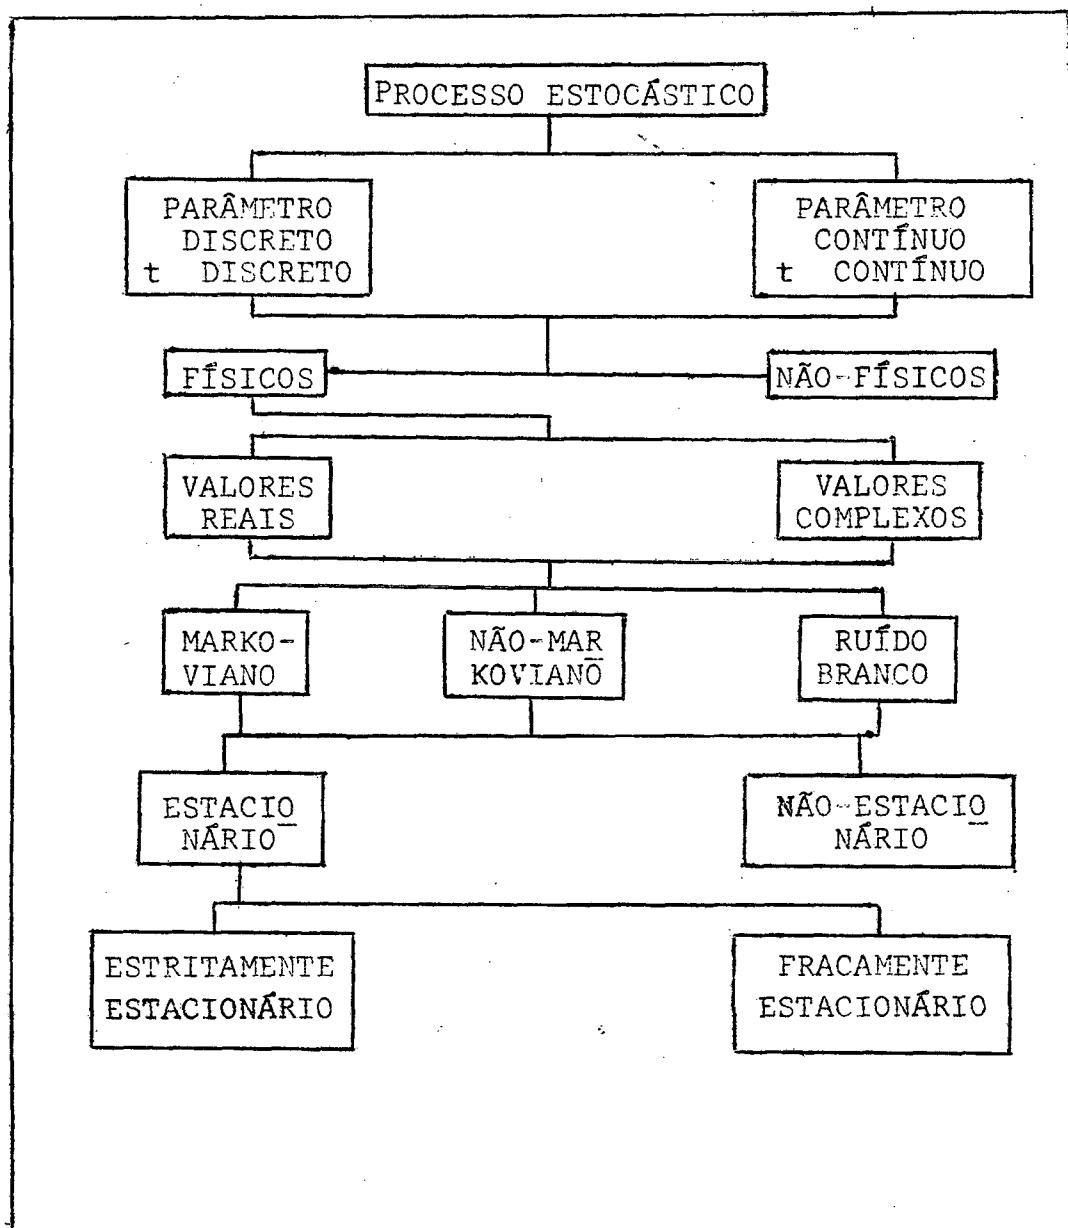 PROCESSO ESTOCÁSTICO
PARÂMETRO
DISCRETO
t DISCRETO
PARÂMETRO
CONTÍNUO
t CONTÍNUO
FÍSICOS
NÃO-FÍSICOS
VALORES
REAIS
VALORES
COMPLEXOS
MARKO-
VIANO
NÃO-MAR
KOVIANO
RUÍDO
BRANCO
ESTACIO
NÁRIO
NÃO-ESTACIO
NÁRIO
ESTRITAMENTE
ESTACIONÁRIO
FRACAMENTE
ESTACIONÁRIO